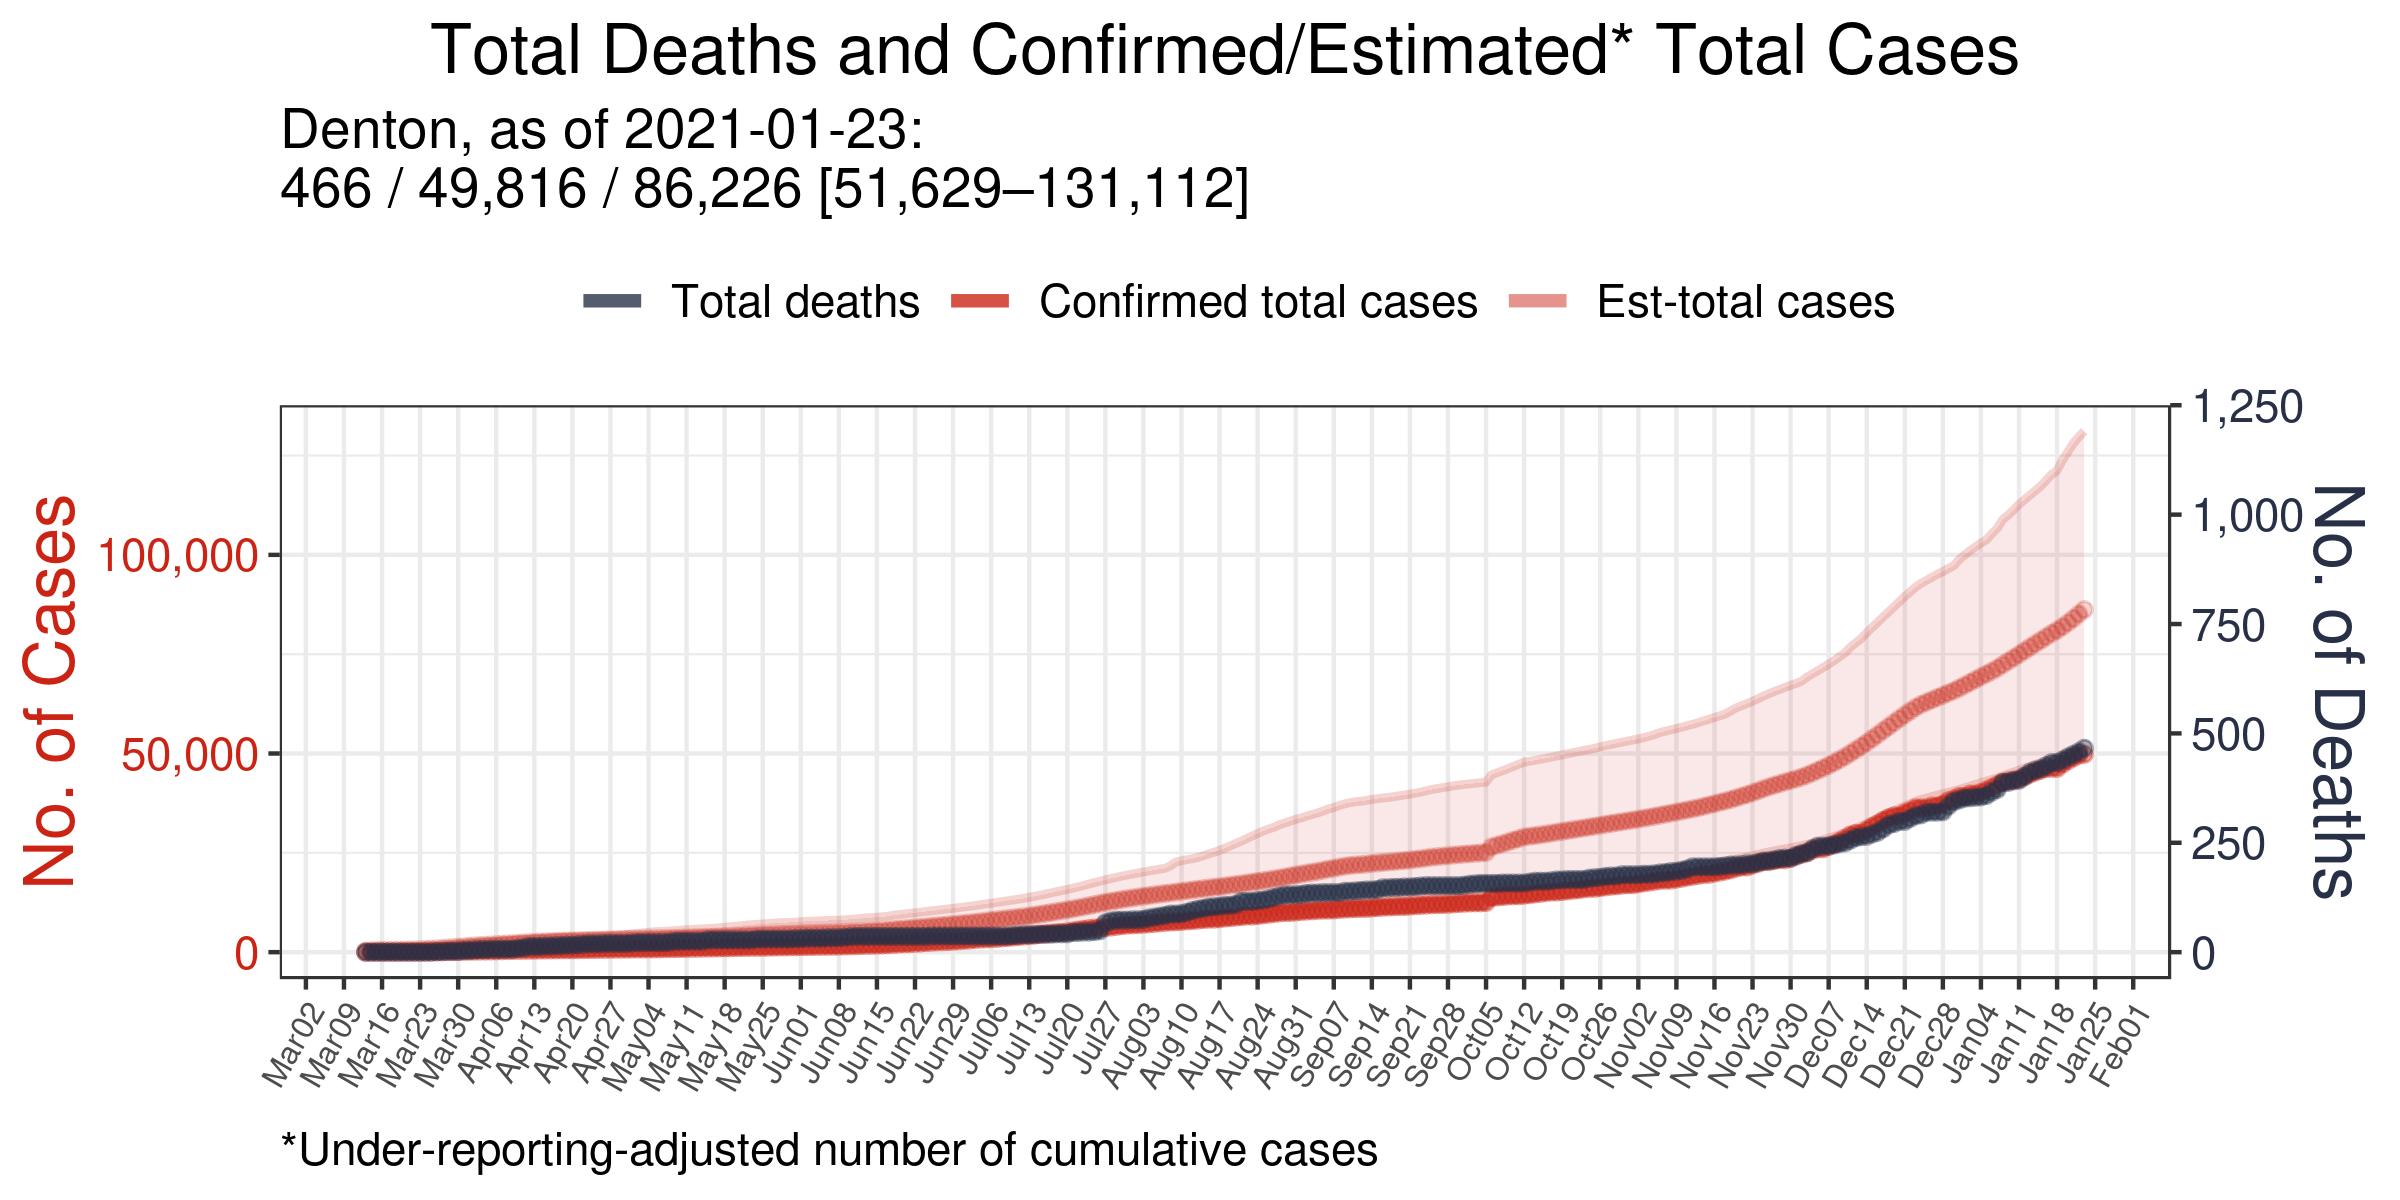 Total Deaths and Confirmed/Estimated* Total Cases
Denton, as of 2021-01-23:
466 / 49,816 / 86,226 [51,629–131,112]
Total deaths
Confirmed total cases
Est-total cases
No. of Cases
100,000
50,000
0
1,250
1,000
750
500
250
0
No. of Deaths
Mar02
Mar09
Mar16
Mar23
Mar30
Apr06
Apr13
Apr20
Apr27
May04
May11
May18
May25
Jun01
Jun08
Jun15
Jun22
Jun29
Jul06
Jul13
Jul20
Jul27
Aug03
Aug10
Aug17
Aug24
Aug31
Sep07
Sep14
Sep21
Sep28
Oct05
Oct12
Oct19
Oct26
Nov02
Nov09
Nov16
Nov23
Nov30
Dec07
Dec14
Dec21
Dec28
Jan04
Jan11
Jan18
Jan25
Feb01
*Under-reporting-adjusted number of cumulative cases